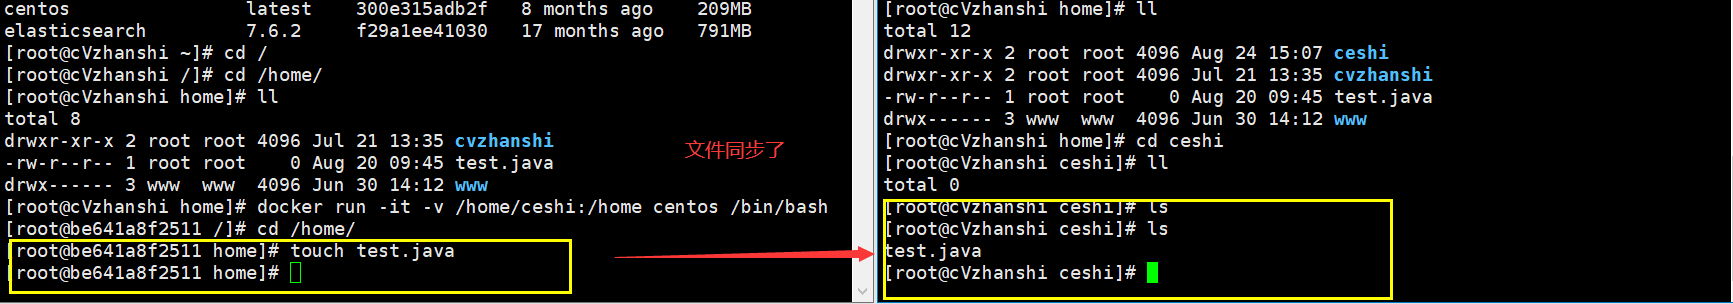 centos                latest    300e315adb2f   8 months ago    209MB
elasticsearch         7.6.2     f29a1ee41030   17 months ago   791MB
[root@cVzhanshi ~]# cd /
[root@cVzhanshi /]# cd /home/
[root@cVzhanshi home]# ll
total 8
drwxr-xr-x 2 root root 4096 Jul 21 13:35 cvzhanshi
-rw-r--r-- 1 root root    0 Aug 20 09:45 test.java
drwx------ 3 www  www  4096 Jun 30 14:12 www
[root@cVzhanshi home]# docker run -it -v /home/ceshi:/home centos /bin/bash
[root@be641a8f2511 /]# cd /home/
[root@be641a8f2511 home]# touch test.java
[root@be641a8f2511 home]#
文件同步了
[root@cVzhanshi home]# ll
total 12
drwxr-xr-x 2 root root 4096 Aug 24 15:07 ceshi
drwxr-xr-x 2 root root 4096 Jul 21 13:35 cvzhanshi
-rw-r--r-- 1 root root    0 Aug 20 09:45 test.java
drwx------ 3 www  www  4096 Jun 30 14:12 www
[root@cVzhanshi home]# cd ceshi
[root@cVzhanshi ceshi]# ll
total 0
[root@cVzhanshi ceshi]# ls
[root@cVzhanshi ceshi]# ls
test.java
[root@cVzhanshi ceshi]#